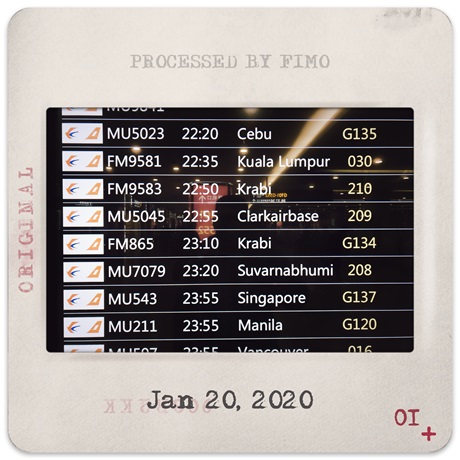 PROCESSED BY FIMO
ORIGINAL
MU5023 22:20 Cebu G135
FM9581 22:35 Kuala Lumpur 030
FM9583 22:50 Krabi 210
MU5045 22:55 Clarkairbase 209
FM865 23:10 Krabi G134
MU7079 23:20 Suvarnabhumi 208
MU543 23:55 Singapore G137
MU211 23:55 Manila G120
MU507 23:55 Vancouver 016
Jan 20, 2020
01